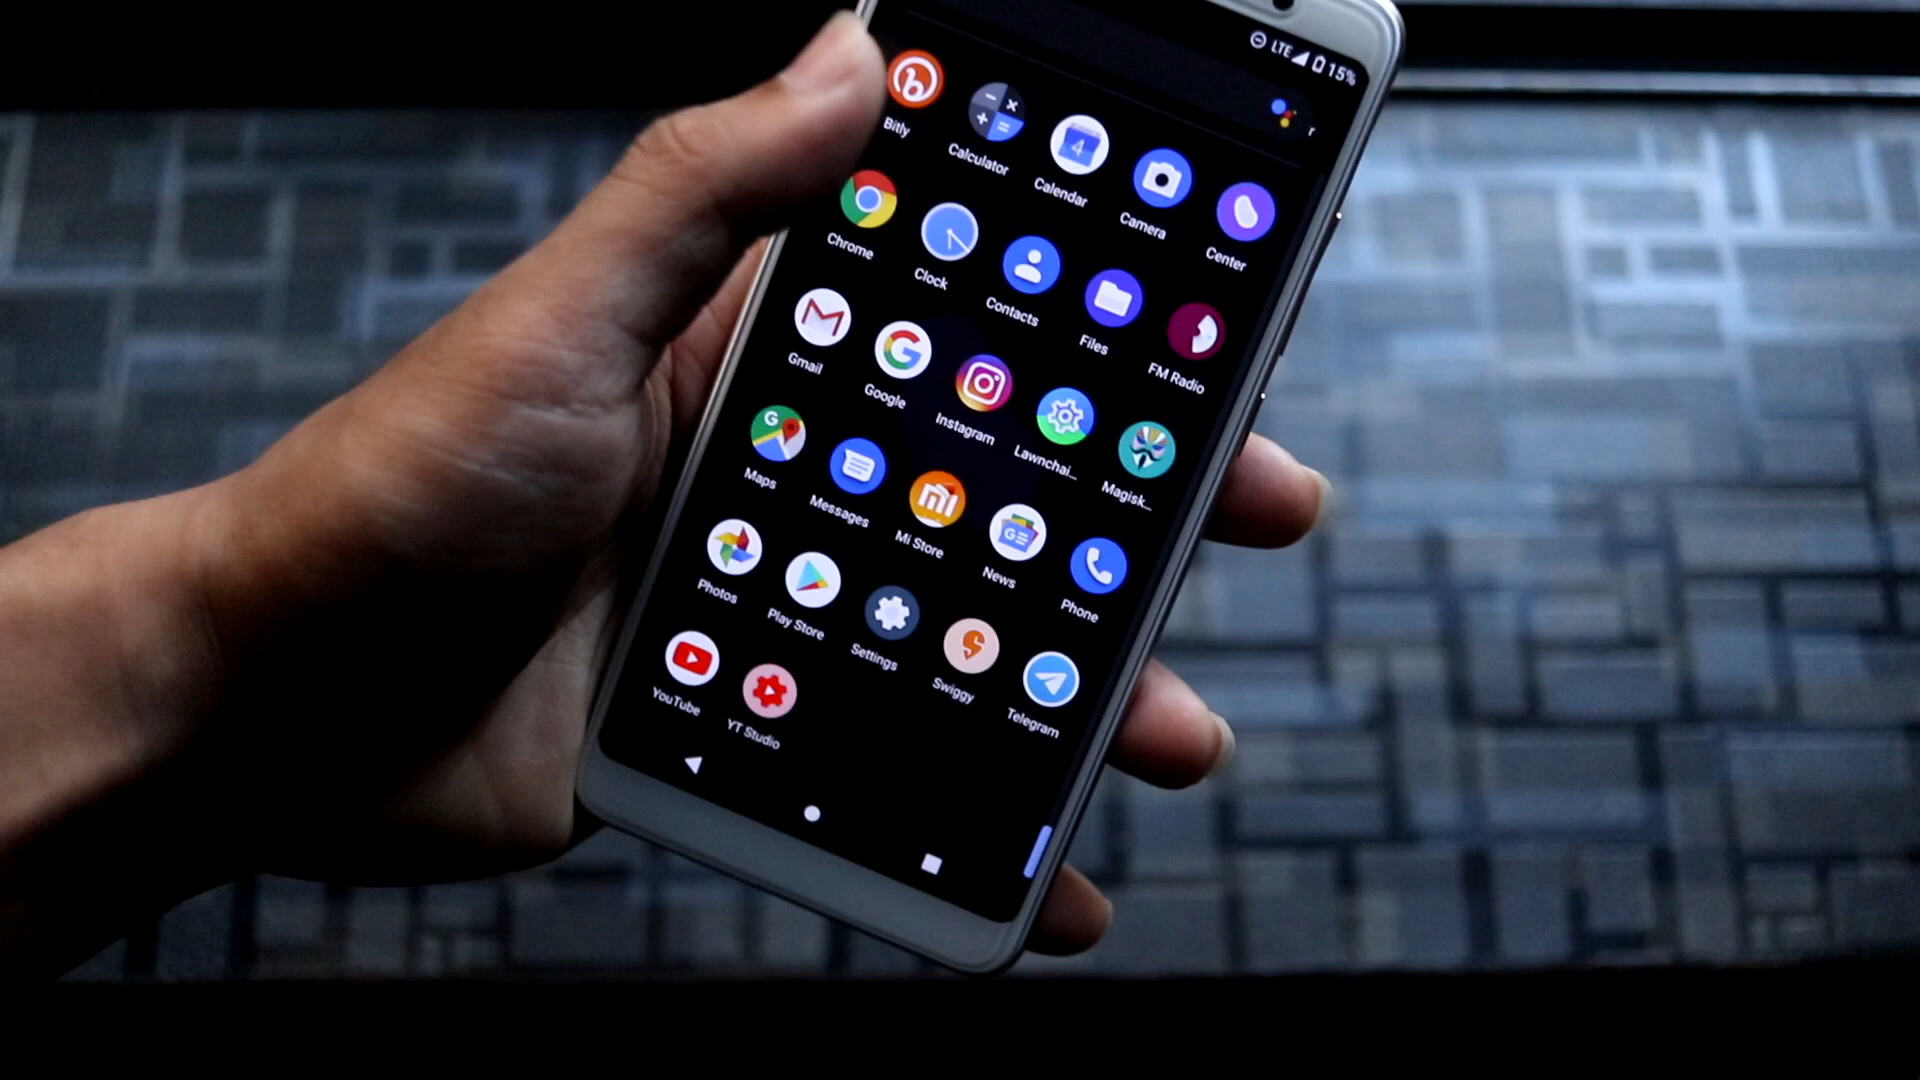 LTE 15%
Bitly
Calculator
Calendar
Camera
Center
Chrome
Clock
Contacts
Files
FM Radio
Gmail
Google
Instagram
Lawnchai...
Magisk...
Maps
Messages
Mi Store
News
Phone
Photos
Play Store
Settings
Swiggy
Telegram
YouTube
YT Studio